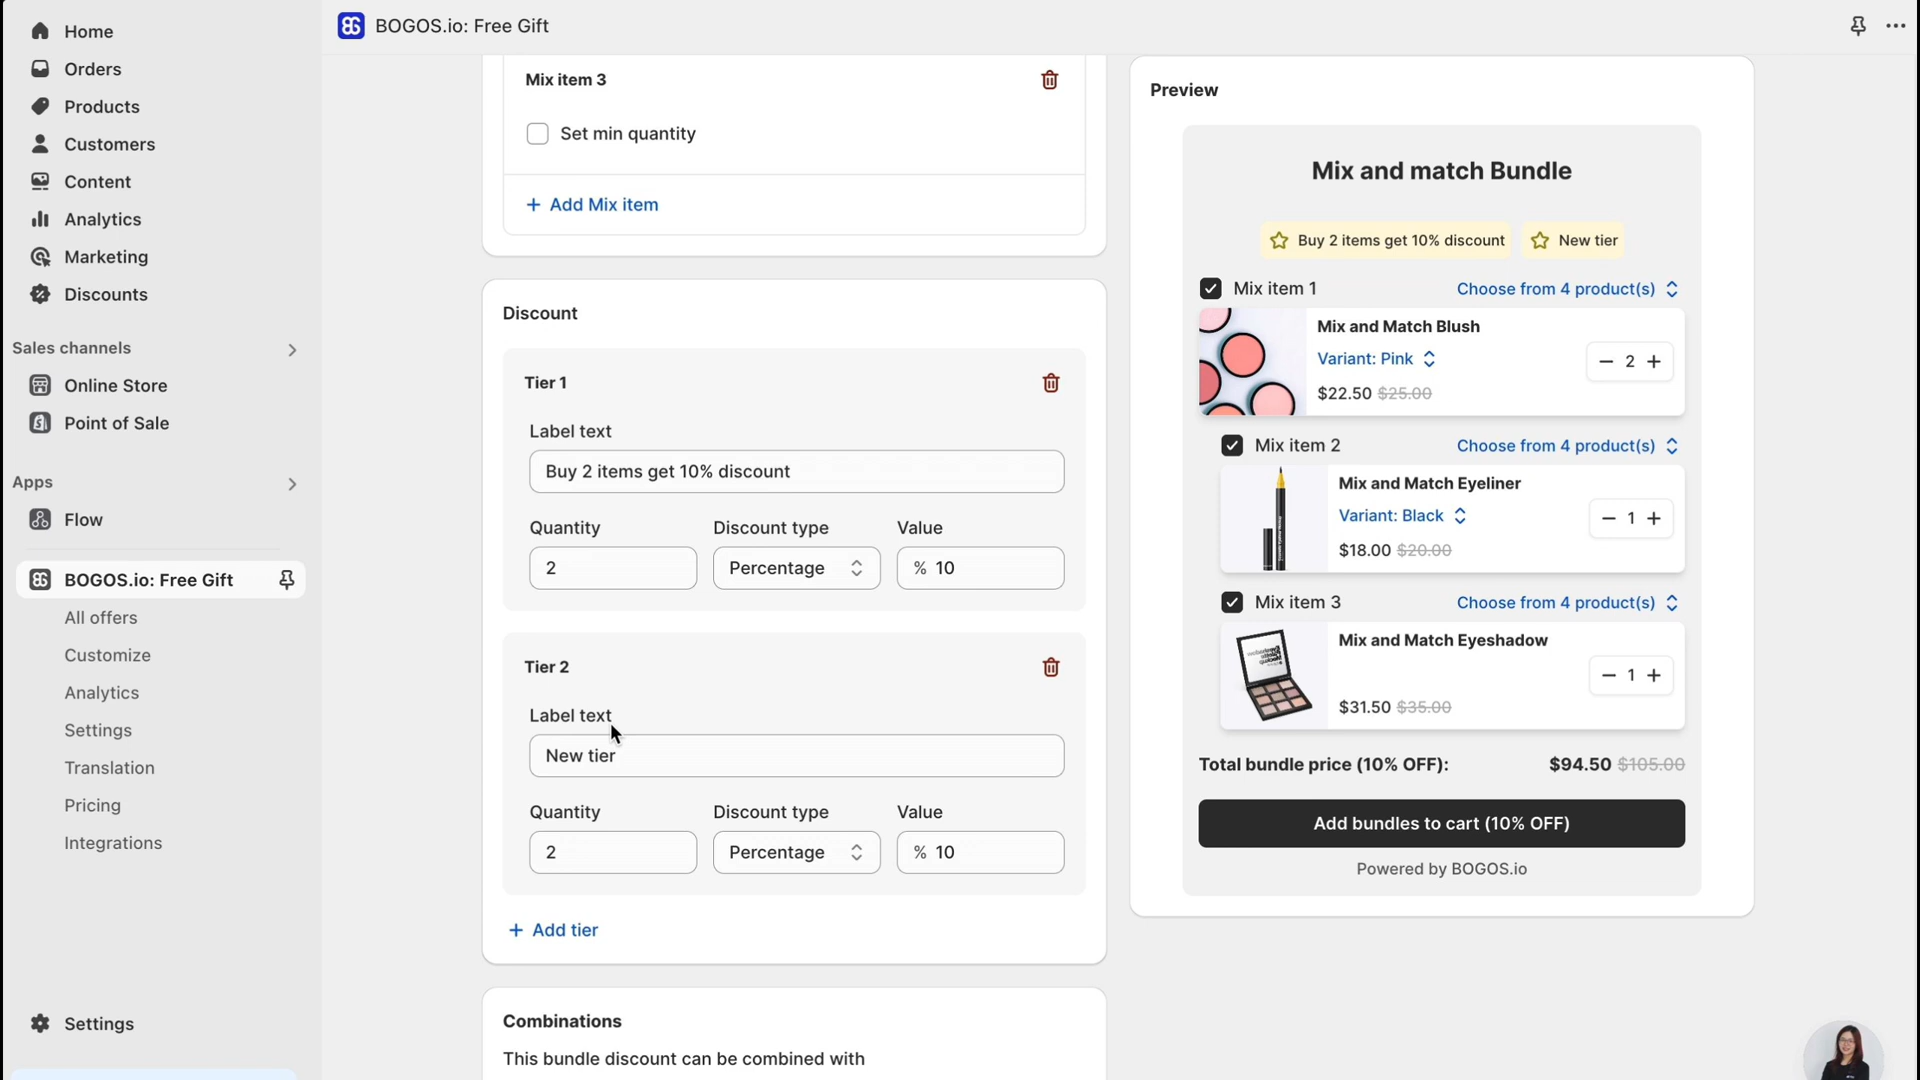 Home
Orders
Products
Customers
Content
Analytics
Marketing
Discounts
Sales channels
Online Store
Point of Sale
Apps
Flow
BOGOS.io: Free Gift
All offers
Customize
Analytics
Settings
Translation
Pricing
Integrations
Settings
BOGOS.io: Free Gift
Mix item 3
Set min quantity
+ Add Mix item
Discount
Tier 1
Label text
Buy 2 items get 10% discount
Quantity Discount type Value
2 Percentage % 10
Tier 2
Label text
New tier
Quantity Discount type Value
2 Percentage % 10
+ Add tier
Combinations
This bundle discount can be combined with
Preview
Mix and match Bundle
Buy 2 items get 10% discount New tier
Mix item 1 Choose from 4 product(s)
Mix and Match Blush
Variant: Pink
− 2 +
$22.50 $25.00
Mix item 2 Choose from 4 product(s)
Mix and Match Eyeliner
Variant: Black
− 1 +
$18.00 $20.00
Mix item 3 Choose from 4 product(s)
Mix and Match Eyeshadow
− 1 +
$31.50 $35.00
Total bundle price (10% OFF): $94.50 $105.00
Add bundles to cart (10% OFF)
Powered by BOGOS.io